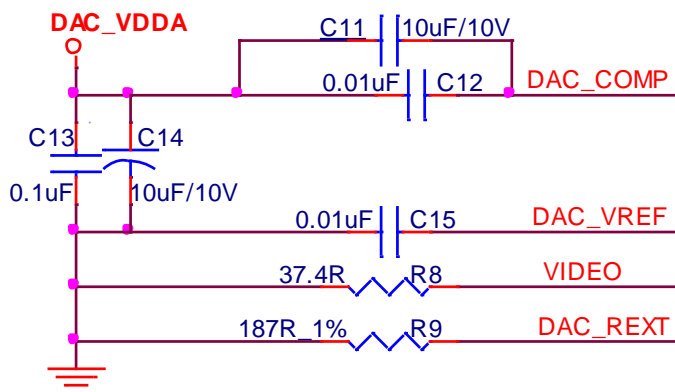 DAC_VDDA
C11 10uF/10V
0.01uF C12 DAC_COMP
C13 C14
0.1uF 10uF/10V
0.01uF C15 DAC_VREF
37.4R R8 VIDEO
187R_1% R9 DAC_REXT